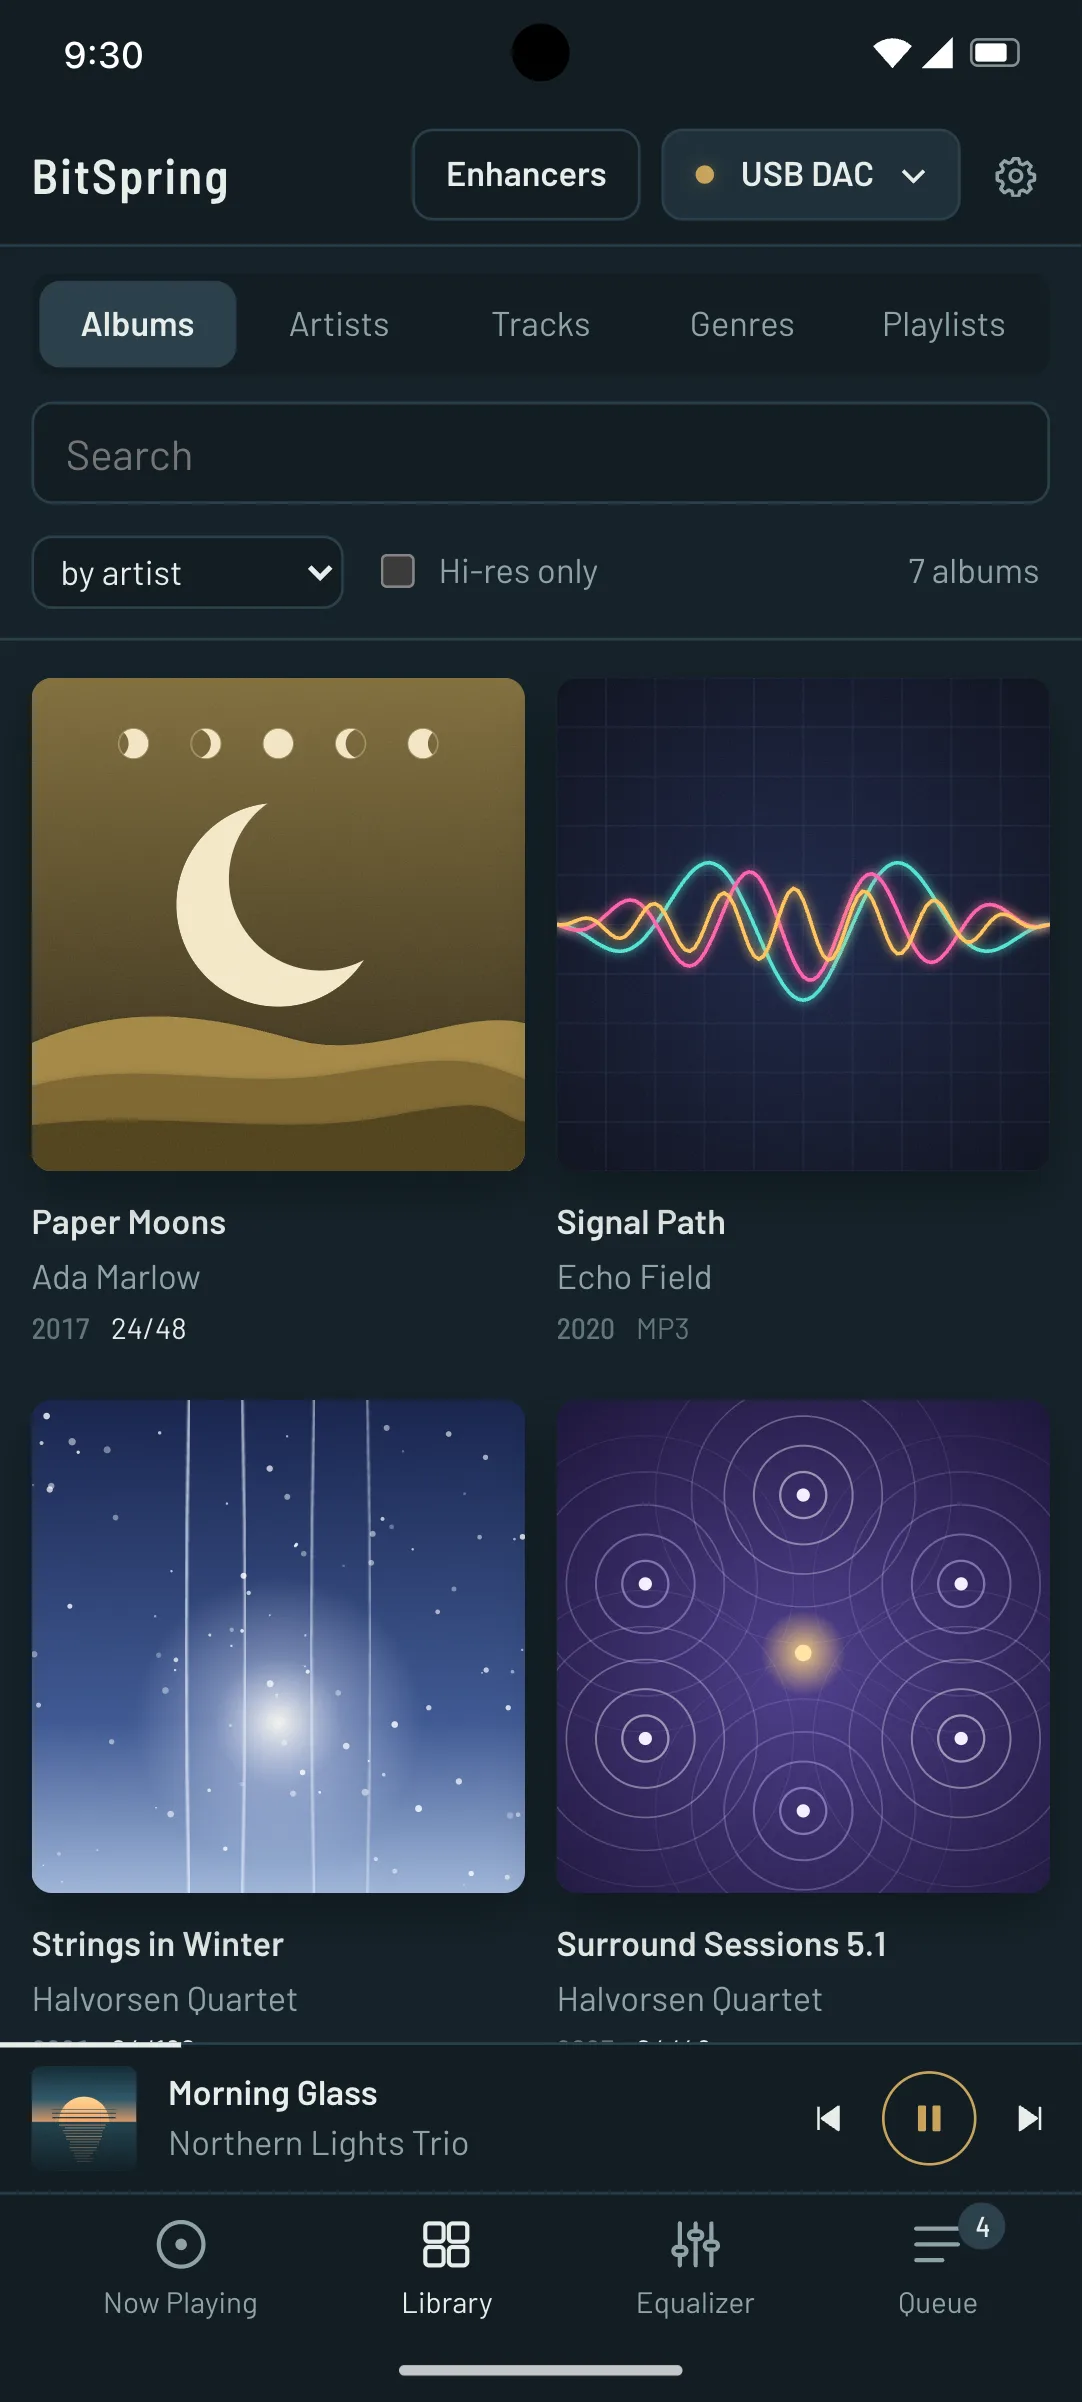 9:30
BitSpring
Enhancers
USB DAC
Albums
Artists
Tracks
Genres
Playlists
Search
by artist
Hi-res only
7 albums
Paper Moons
Ada Marlow
2017 24/48
Signal Path
Echo Field
2020 MP3
Strings in Winter
Halvorsen Quartet
Surround Sessions 5.1
Halvorsen Quartet
Morning Glass
Northern Lights Trio
Now Playing
Library
Equalizer
4
Queue